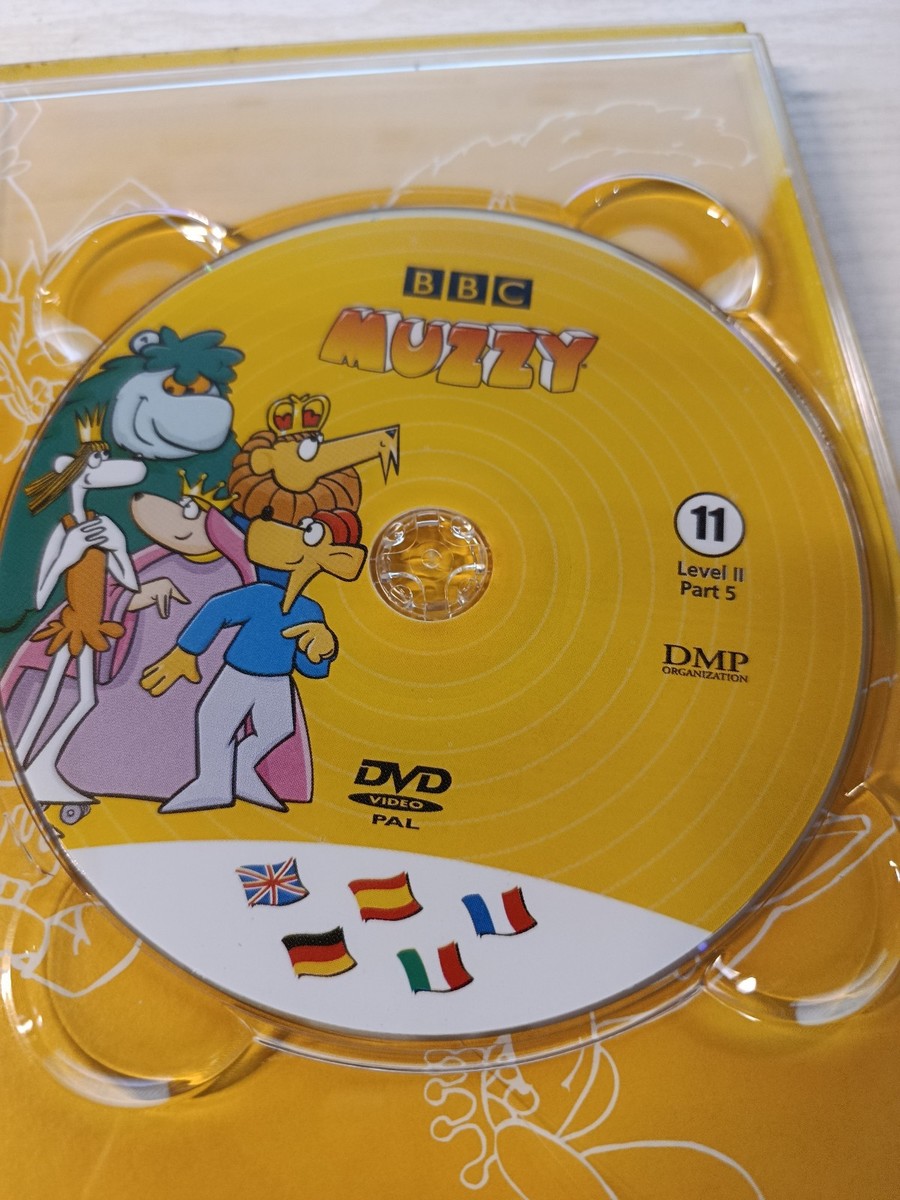 BBC
MUZZY
11
Level II
Part 5
DMP
ORGANIZATION
DVD
VIDEO
PAL